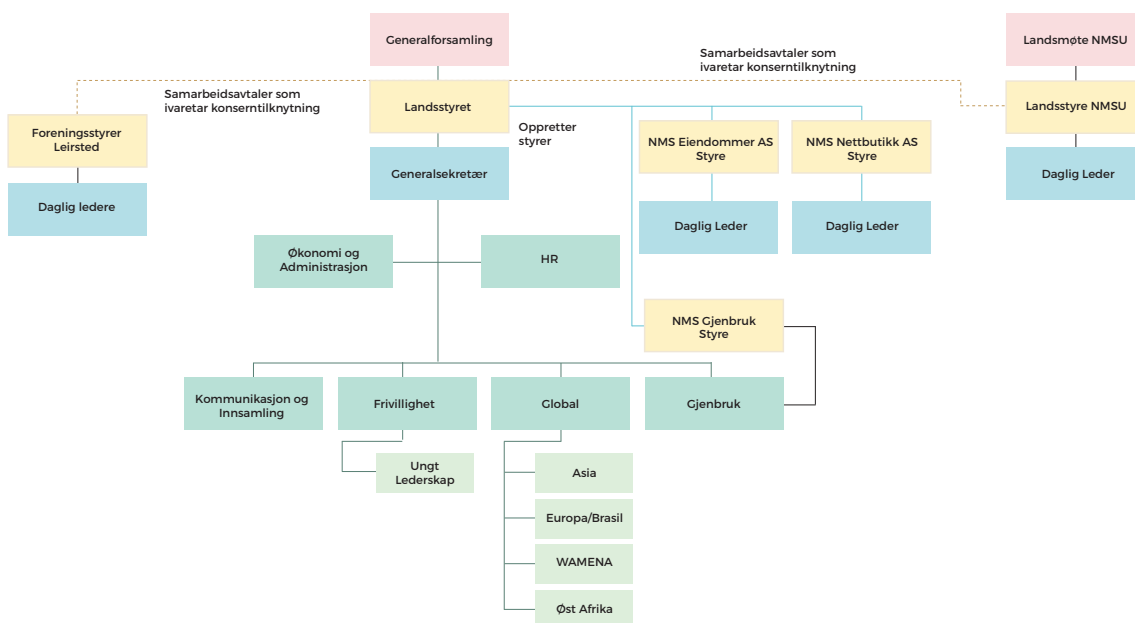 Generalforsamling
Landsmøte NMSU
Samarbeidsavtaler som
ivaretar konserntilknytning
Samarbeidsavtaler som
ivaretar konserntilknytning
Landsstyret
Landsstyre NMSU
Foreningsstyrer
Leirsted
Oppretter
styrer
NMS Eiendommer AS
Styre
NMS Nettbutikk AS
Styre
Generalsekretær
Daglig Leder
Daglig ledere
Daglig Leder
Daglig Leder
Økonomi og
Administrasjon
HR
NMS Gjenbruk
Styre
Kommunikasjon og
Innsamling
Frivillighet
Global
Gjenbruk
Ungt
Lederskap
Asia
Europa/Brasil
WAMENA
Øst Afrika